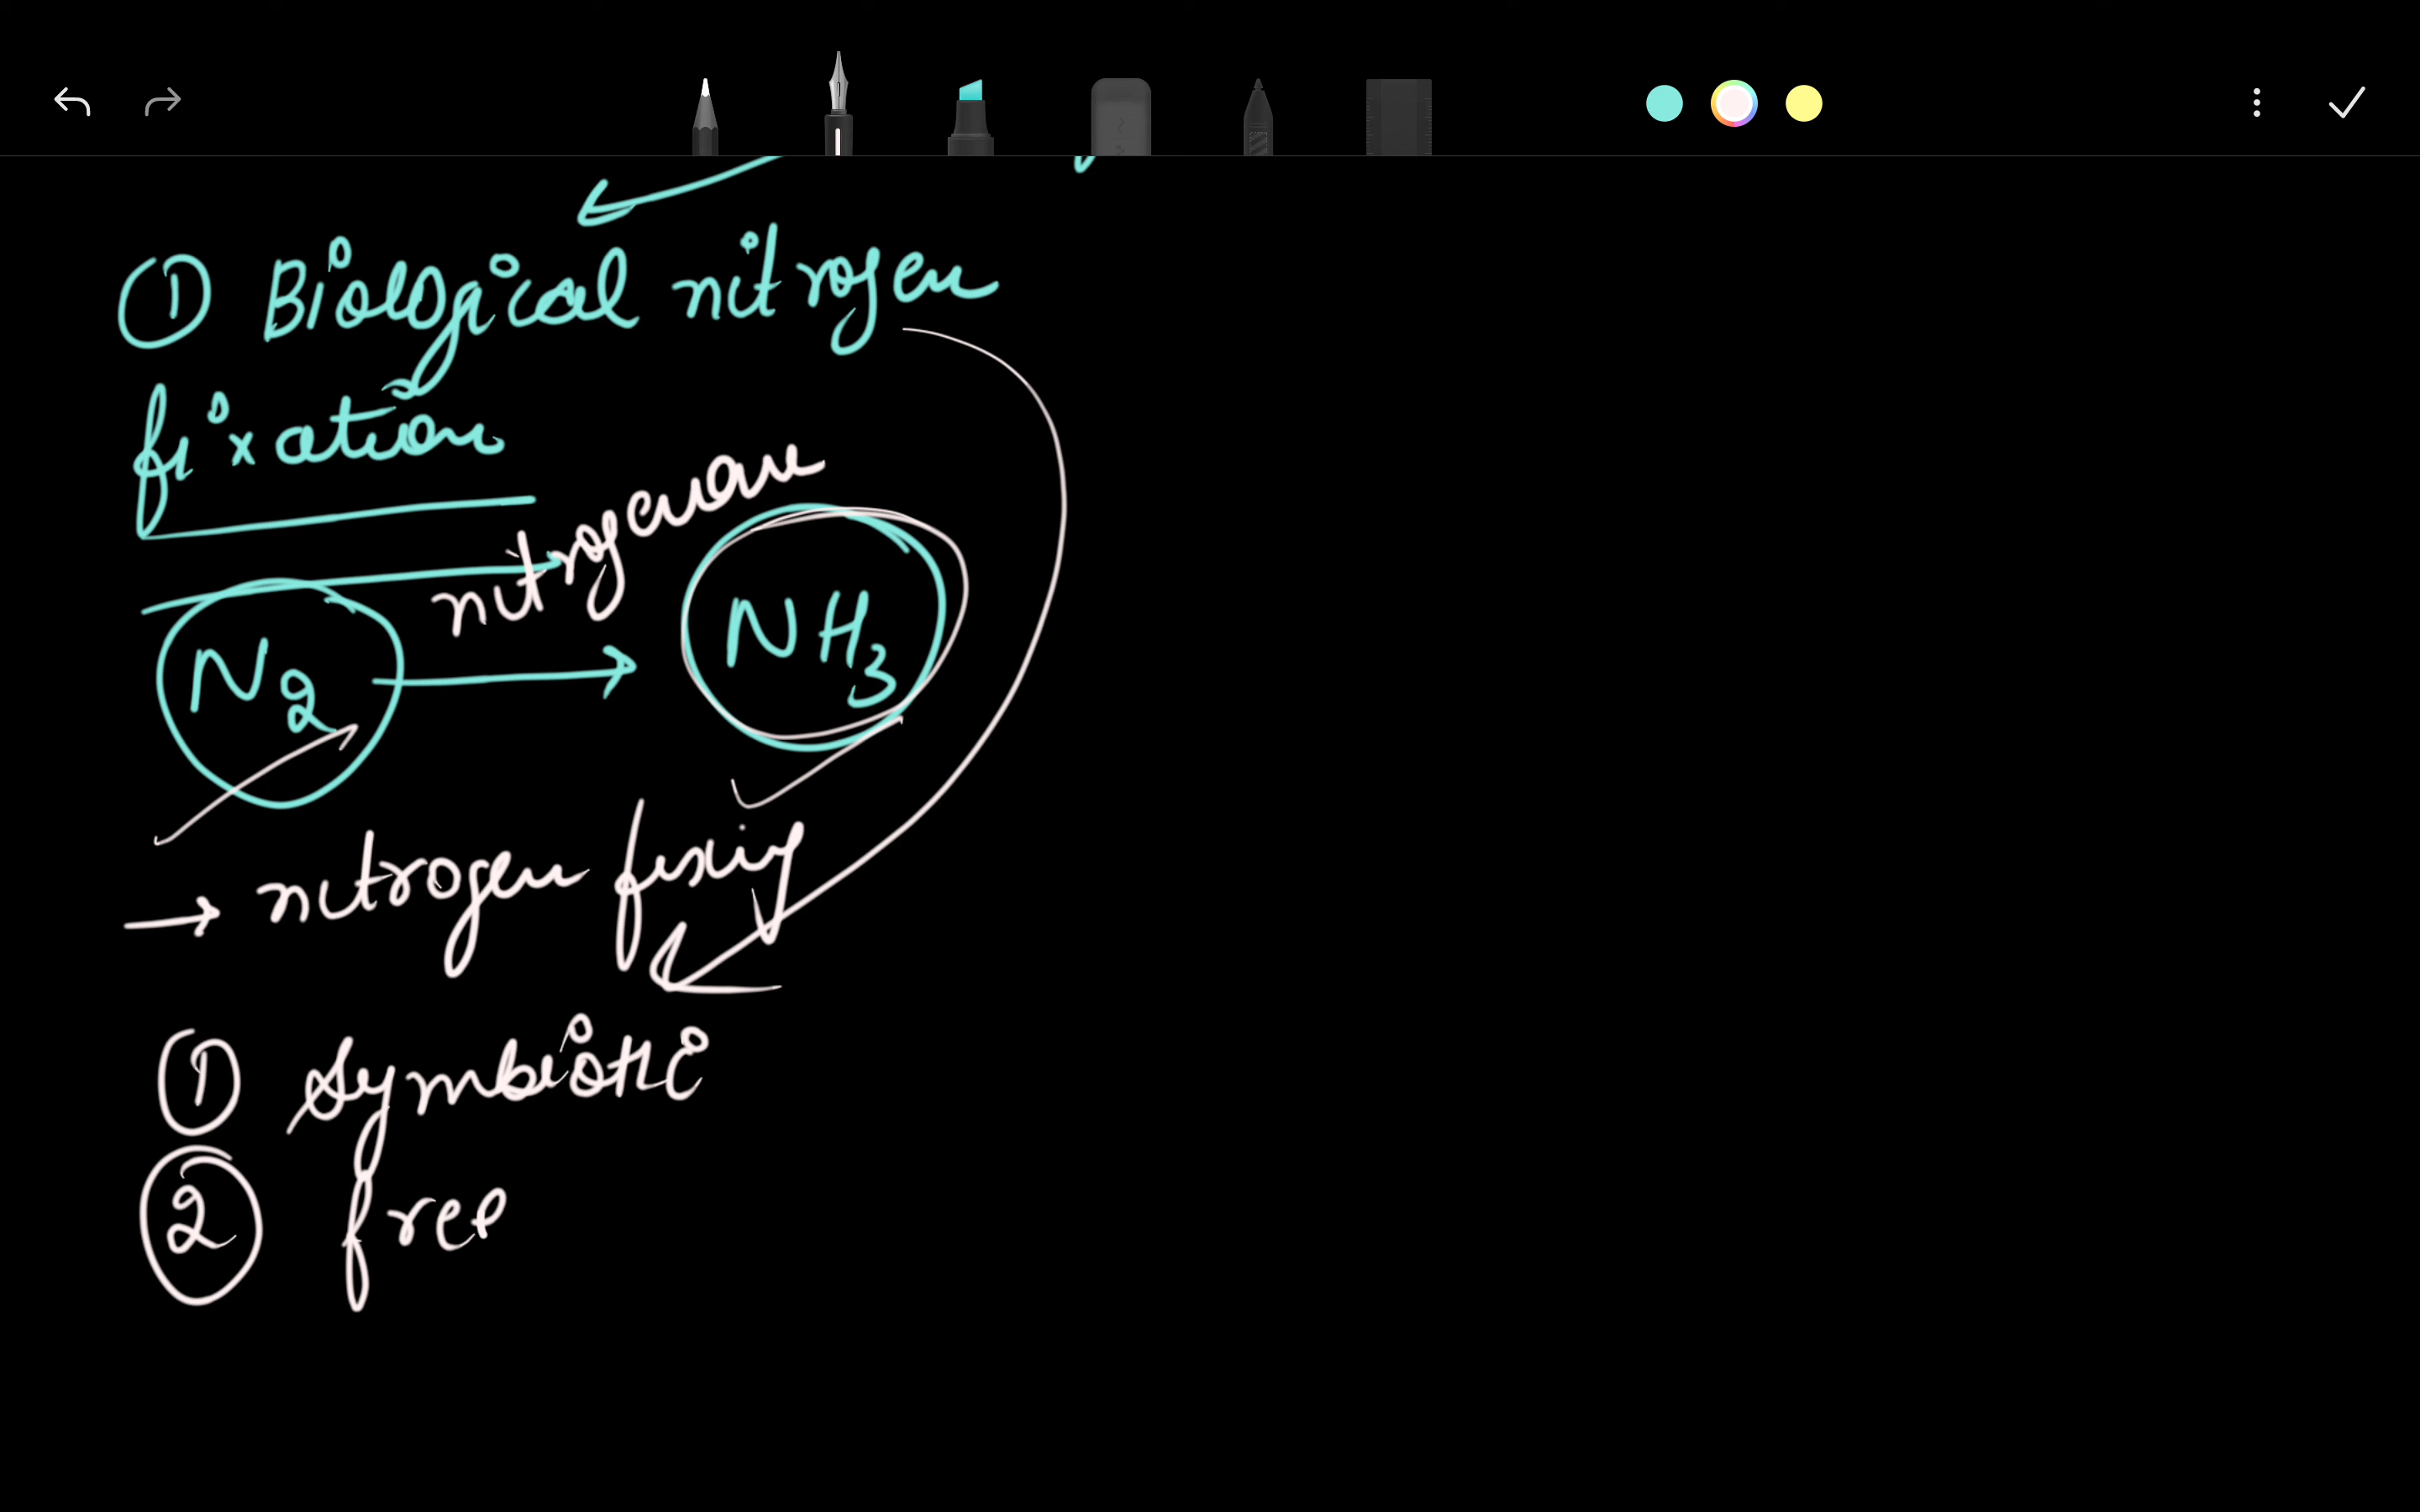 ① Biological nitrogen
fixation
nitrogenase
N2 → NH3
→ nitrogen fixing
① Symbiotic
② free